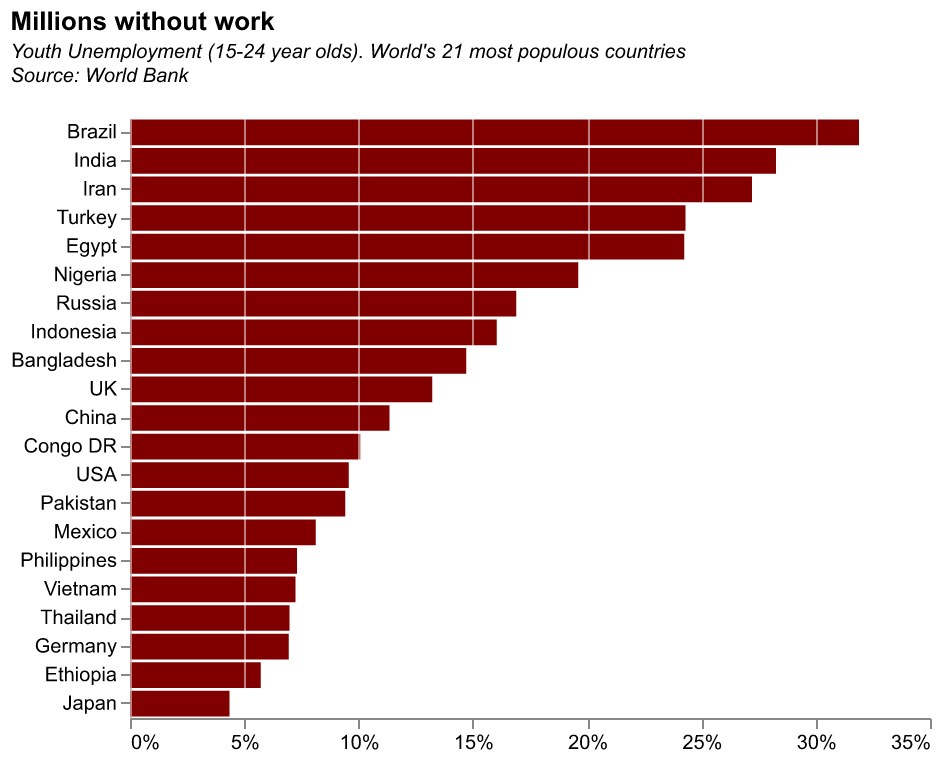 Millions without work
Youth Unemployment (15-24 year olds). World's 21 most populous countries
Source: World Bank
Brazil
India
Iran
Turkey
Egypt
Nigeria
Russia
Indonesia
Bangladesh
UK
China
Congo DR
USA
Pakistan
Mexico
Philippines
Vietnam
Thailand
Germany
Ethiopia
Japan
0% 5% 10% 15% 20% 25% 30% 35%